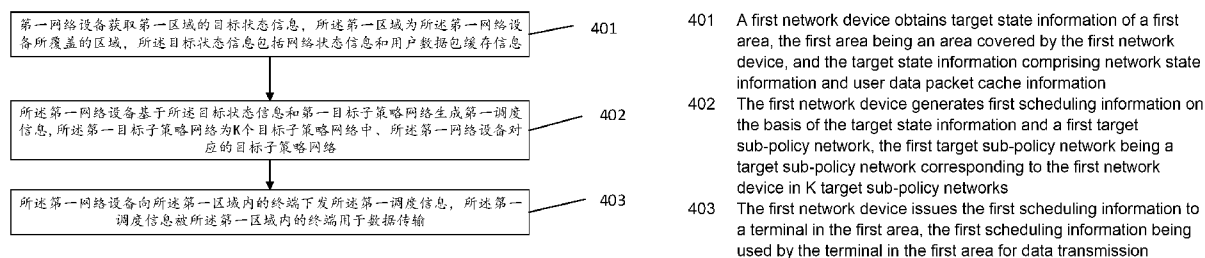 第一网络设备获取第一区域的目标状态信息，所述第一区域为所述第一网络设
备所覆盖的区域，所述目标状态信息包括网络状态信息和用户数据包缓存信息
401
所述第一网络设备基于所述目标状态信息和第一目标子策略网络生成第一调度
信息，所述第一目标子策略网络为K个目标子策略网络中、所述第一网络设备对
应的目标子策略网络
402
所述第一网络设备向所述第一区域内的终端下发所述第一调度信息，所述第一
调度信息被所述第一区域内的终端用于数据传输
403
401 A first network device obtains target state information of a first
area, the first area being an area covered by the first network
device, and the target state information comprising network state
information and user data packet cache information
402 The first network device generates first scheduling information on
the basis of the target state information and a first target
sub-policy network, the first target sub-policy network being a
target sub-policy network corresponding to the first network
device in K target sub-policy networks
403 The first network device issues the first scheduling information to
a terminal in the first area, the first scheduling information being
used by the terminal in the first area for data transmission